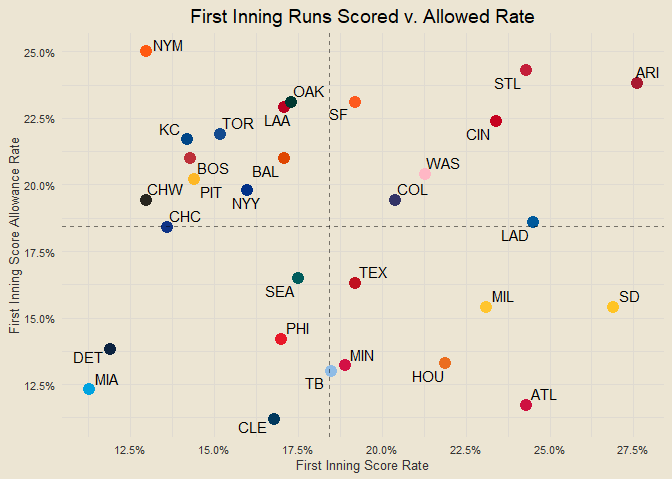 First Inning Runs Scored v. Allowed Rate
First Inning Score Allowance Rate
25.0%
22.5%
20.0%
17.5%
15.0%
12.5%
NYM
ARI
STL
OAK
LAA
SF
TOR
KC
CIN
WAS
BOS
BAL
PIT
CHW
NYY
COL
CHC
LAD
TEX
SEA
MIL
SD
PHI
MIN
DET
MIA
TB
HOU
ATL
CLE
12.5%
15.0%
17.5%
20.0%
22.5%
25.0%
27.5%
First Inning Score Rate